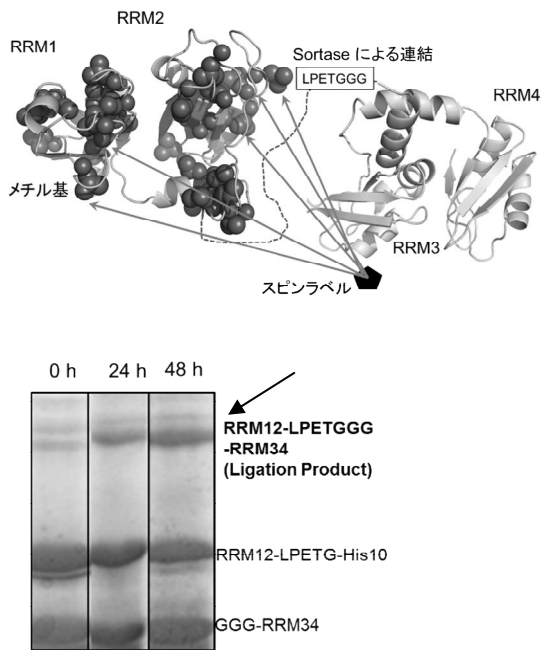 RRM1
RRM2
Sortase による連結
LPETGGG
RRM4
メチル基
RRM3
スピンラベル
0 h
24 h
48 h
RRM12-LPETGGG
-RRM34
(Ligation Product)
RRM12-LPETG-His10
GGG-RRM34